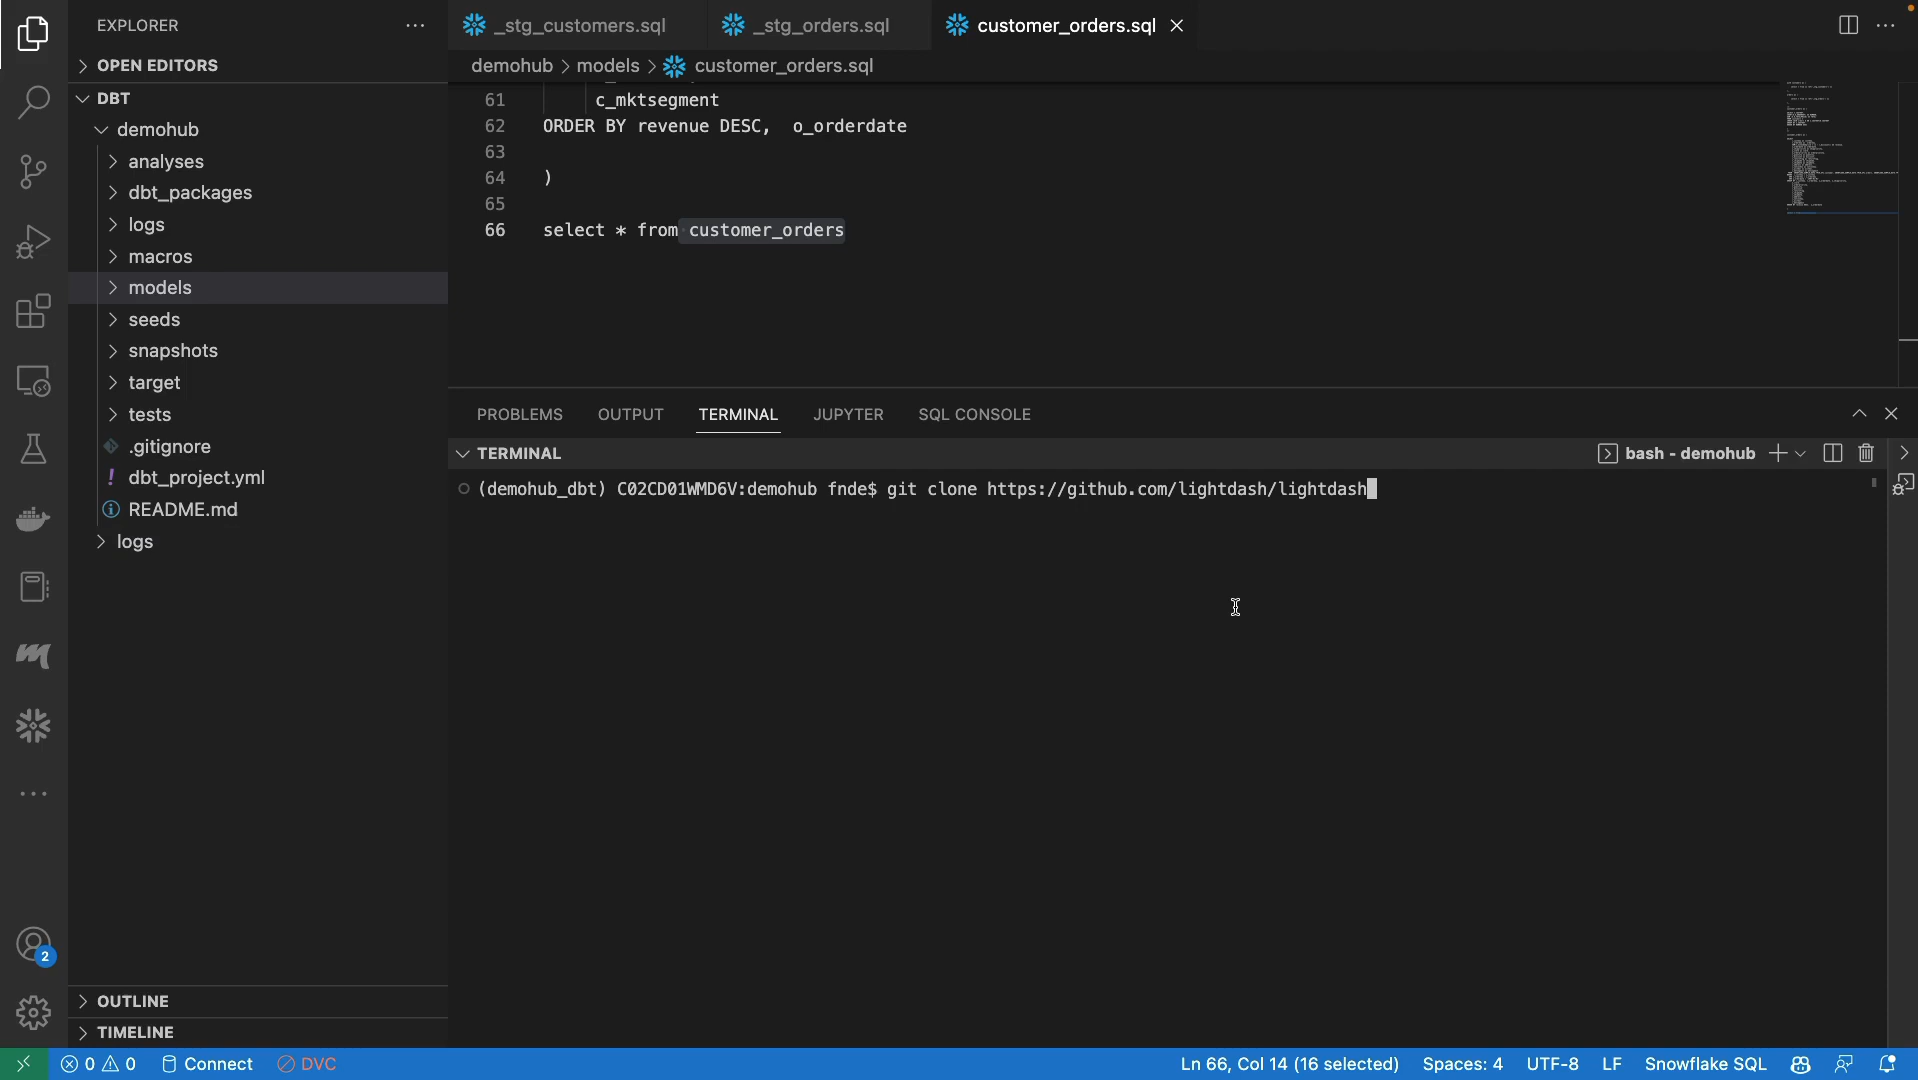 EXPLORER
OPEN EDITORS
DBT
demohub
analyses
dbt_packages
logs
macros
models
seeds
snapshots
target
tests
.gitignore
! dbt_project.yml
README.md
logs
OUTLINE
TIMELINE
_stg_customers.sql
_stg_orders.sql
customer_orders.sql
demohub > models > customer_orders.sql
61 c_mktsegment
62 ORDER BY revenue DESC, o_orderdate
63
64 )
65
66 select * from customer_orders
PROBLEMS OUTPUT TERMINAL JUPYTER SQL CONSOLE
TERMINAL
bash - demohub
(demohub_dbt) C02CD01WMD6V:demohub fnde$ git clone https://github.com/lightdash/lightdash
2
0 0 Connect DVC
Ln 66, Col 14 (16 selected) Spaces: 4 UTF-8 LF Snowflake SQL